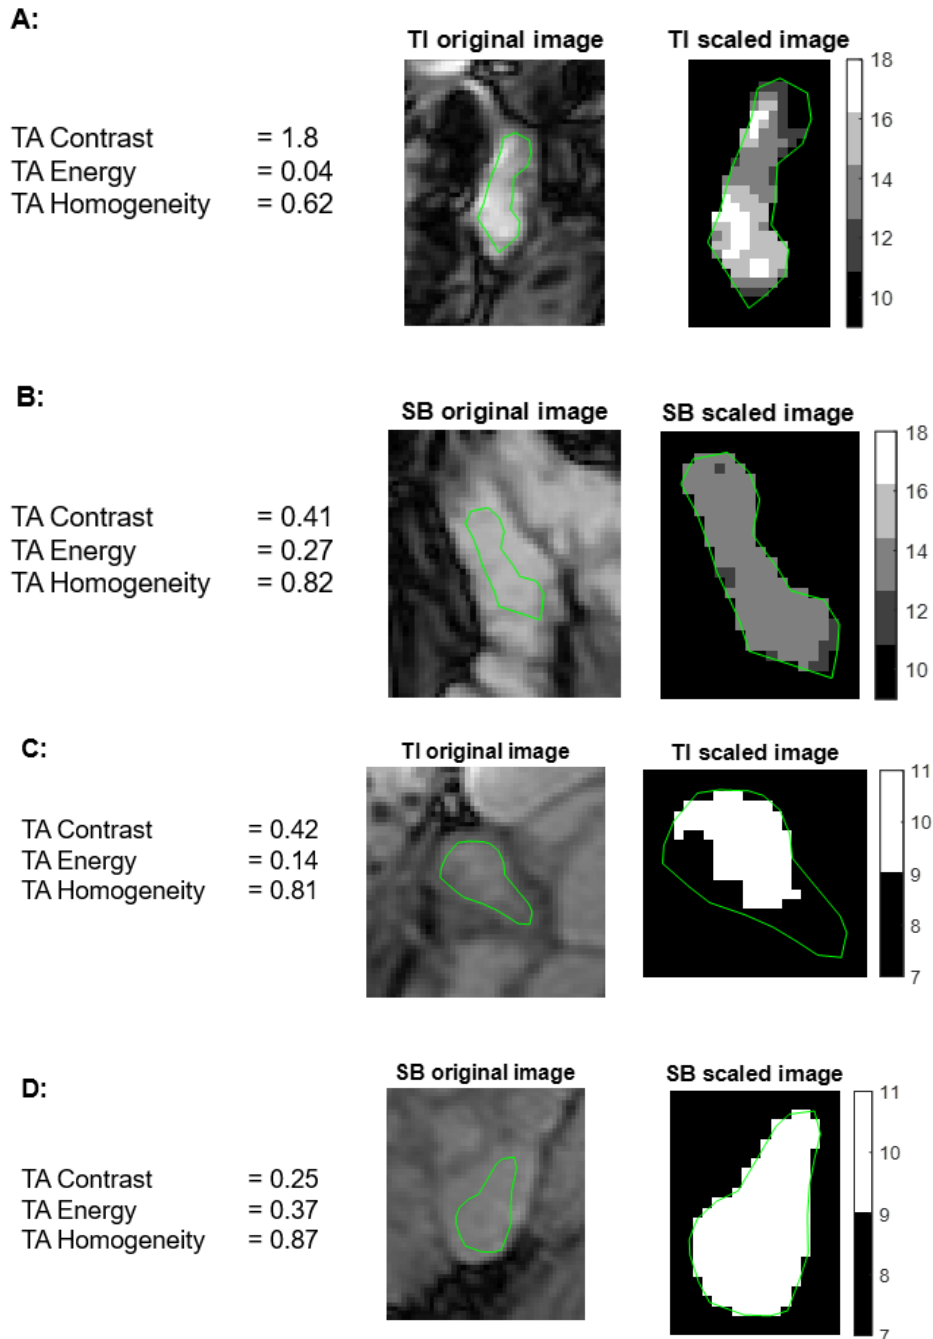 A:
TI original image
TI scaled image
TA Contrast = 1.8
TA Energy = 0.04
TA Homogeneity = 0.62
18
16
14
12
10
B:
SB original image
SB scaled image
TA Contrast = 0.41
TA Energy = 0.27
TA Homogeneity = 0.82
18
16
14
12
10
C:
TI original image
TI scaled image
TA Contrast = 0.42
TA Energy = 0.14
TA Homogeneity = 0.81
11
10
9
8
7
D:
SB original image
SB scaled image
TA Contrast = 0.25
TA Energy = 0.37
TA Homogeneity = 0.87
11
10
9
8
7